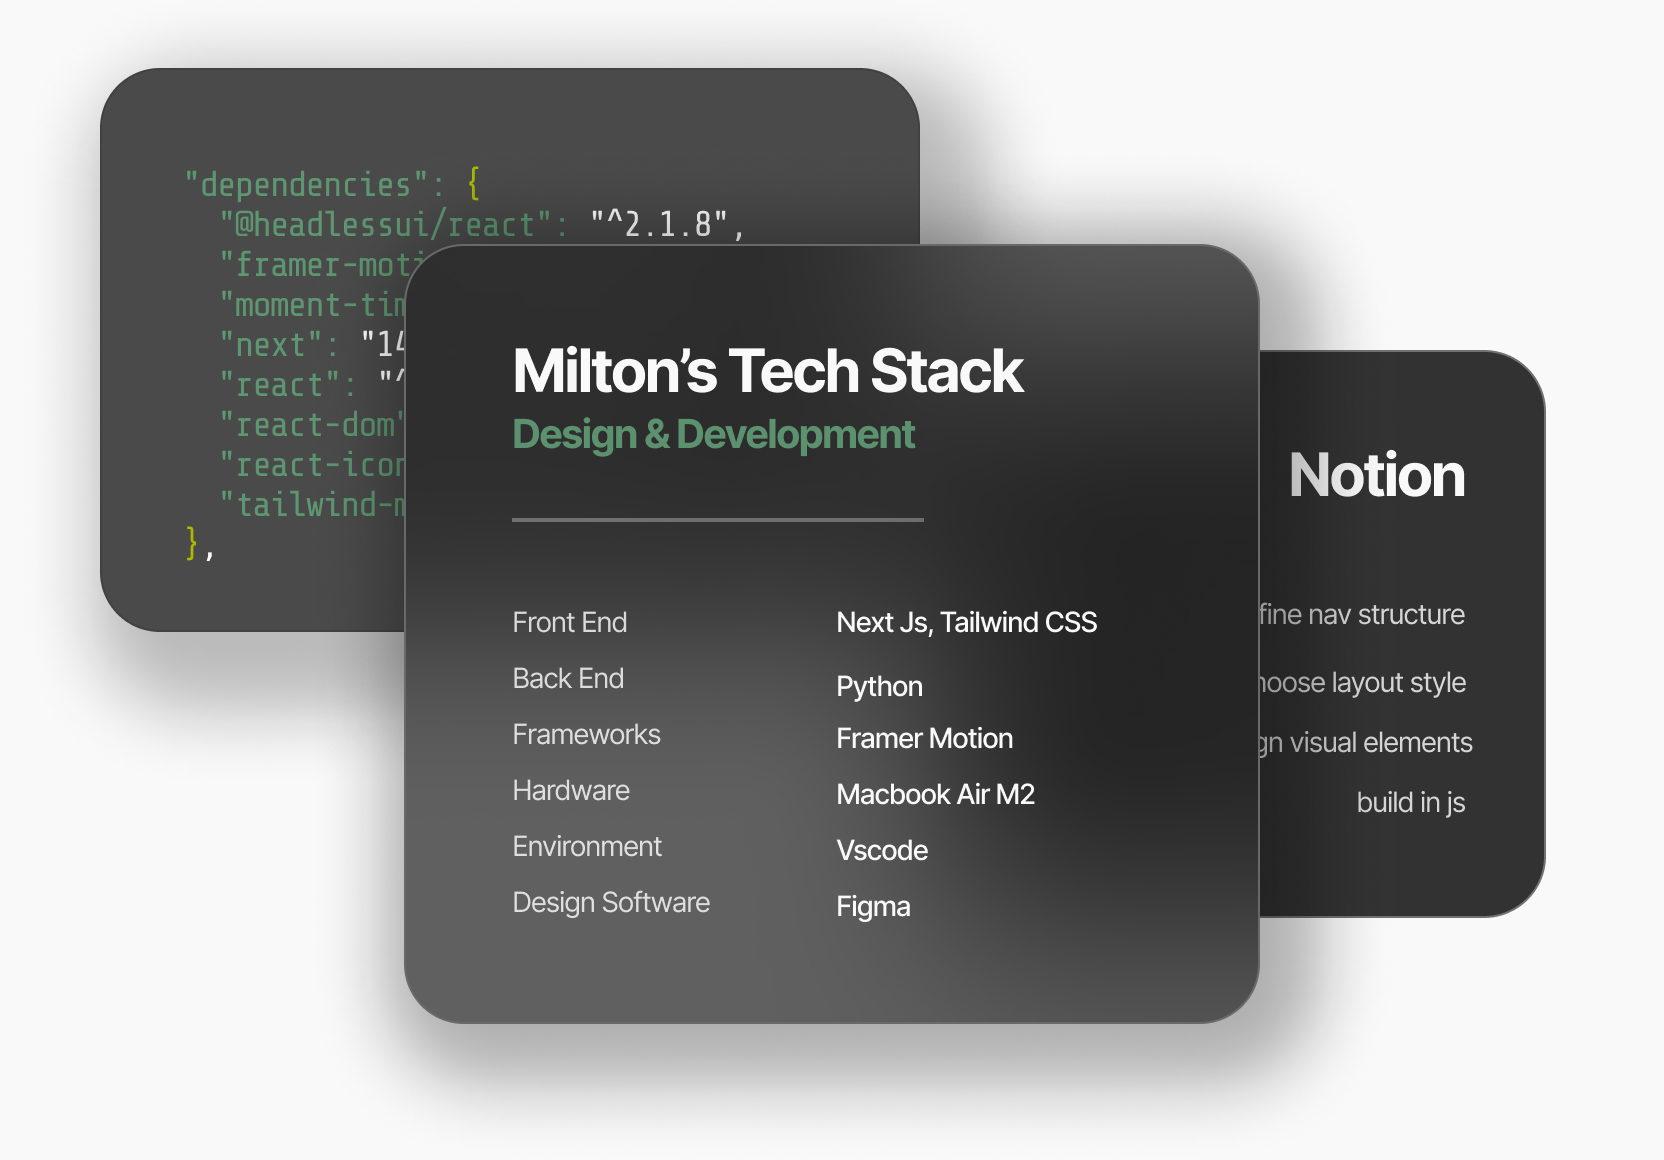 "dependencies": {
"@headlessui/react": "^2.1.8",
"framer-moti
"moment-tim
"next": "14
"react": "^
"react-dom"
"react-icon
"tailwind-m
},
Milton’s Tech Stack
Design & Development
Front End Next Js, Tailwind CSS
Back End Python
Frameworks Framer Motion
Hardware Macbook Air M2
Environment Vscode
Design Software Figma
Notion
fine nav structure
hoose layout style
gn visual elements
build in js